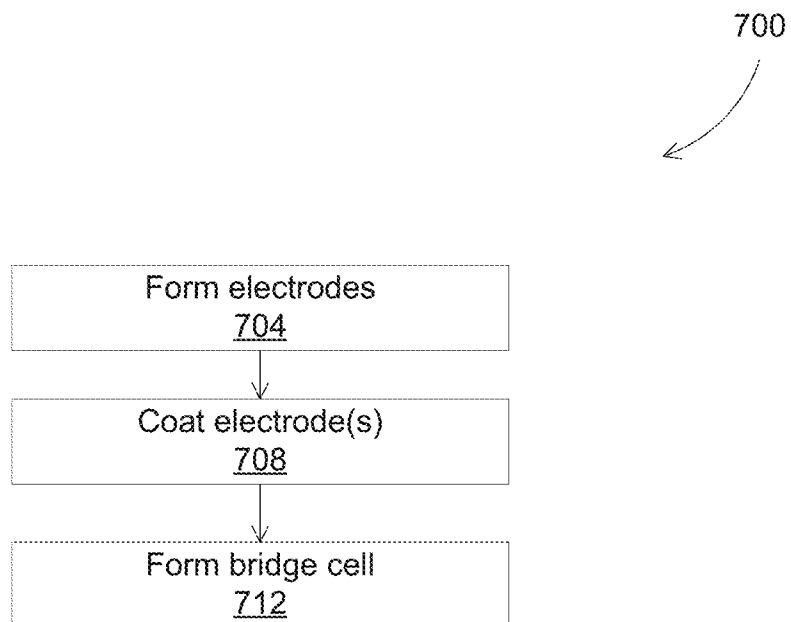 700
Form electrodes
704
Coat electrode(s)
708
Form bridge cell
712